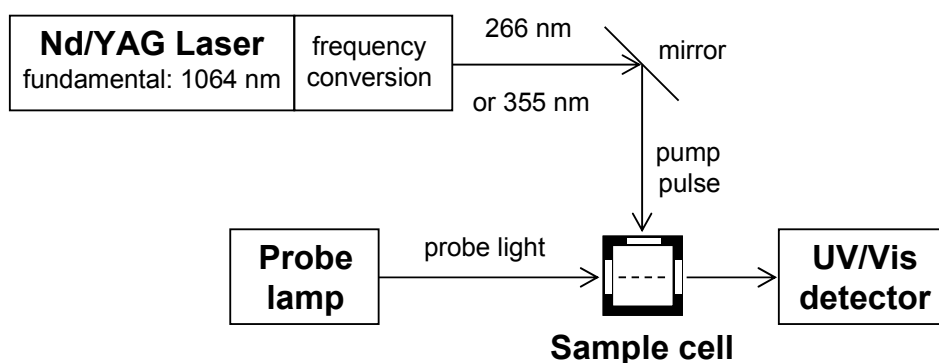 Nd/YAG Laser
fundamental: 1064 nm
frequency
conversion
266 nm
or 355 nm
mirror
pump
pulse
Probe
lamp
probe light
Sample cell
UV/Vis
detector